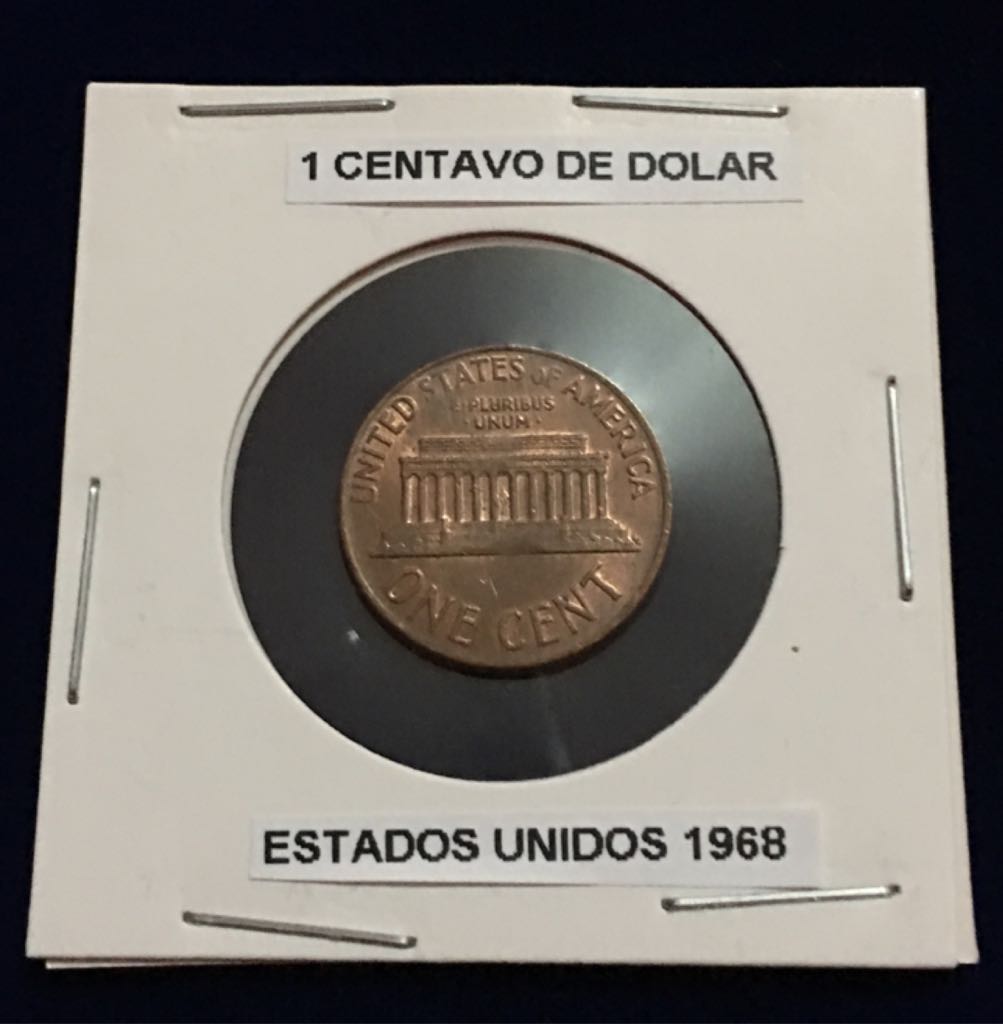 1 CENTAVO DE DOLAR
UNITED STATES OF AMERICA
E PLURIBUS
· UNUM ·
ONE CENT
ESTADOS UNIDOS 1968